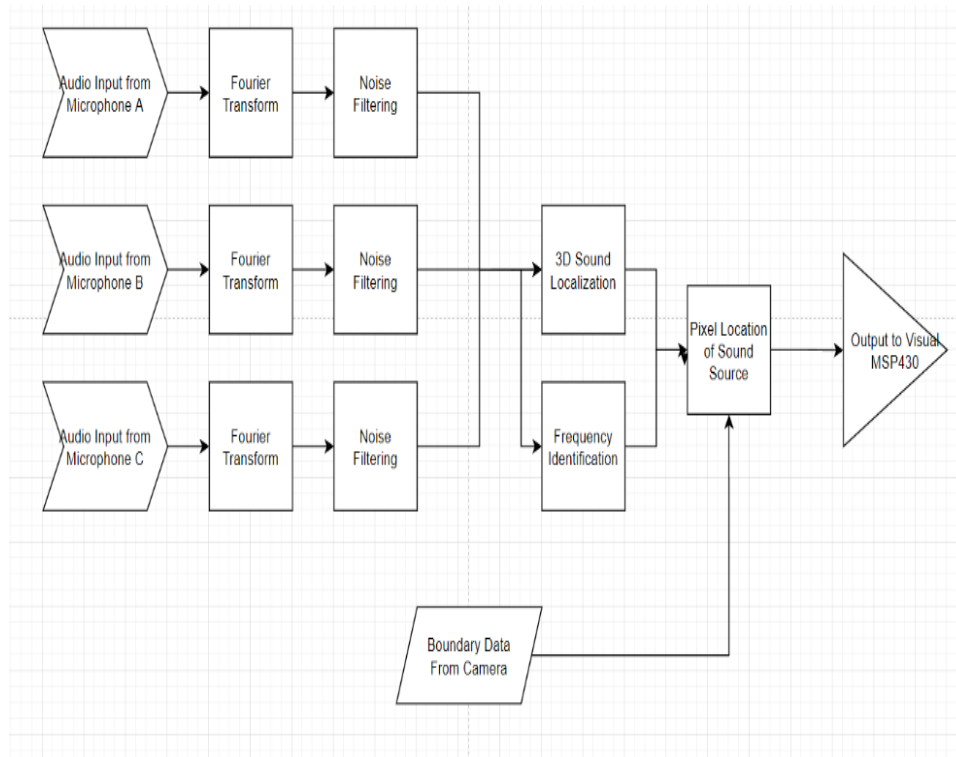 Audio Input from
Microphone A
Fourier
Transform
Noise
Filtering
Audio Input from
Microphone B
Fourier
Transform
Noise
Filtering
3D Sound
Localization
Pixel Location
of Sound
Source
Output to Visual
MSP430
Audio Input from
Microphone C
Fourier
Transform
Noise
Filtering
Frequency
Identification
Boundary Data
From Camera